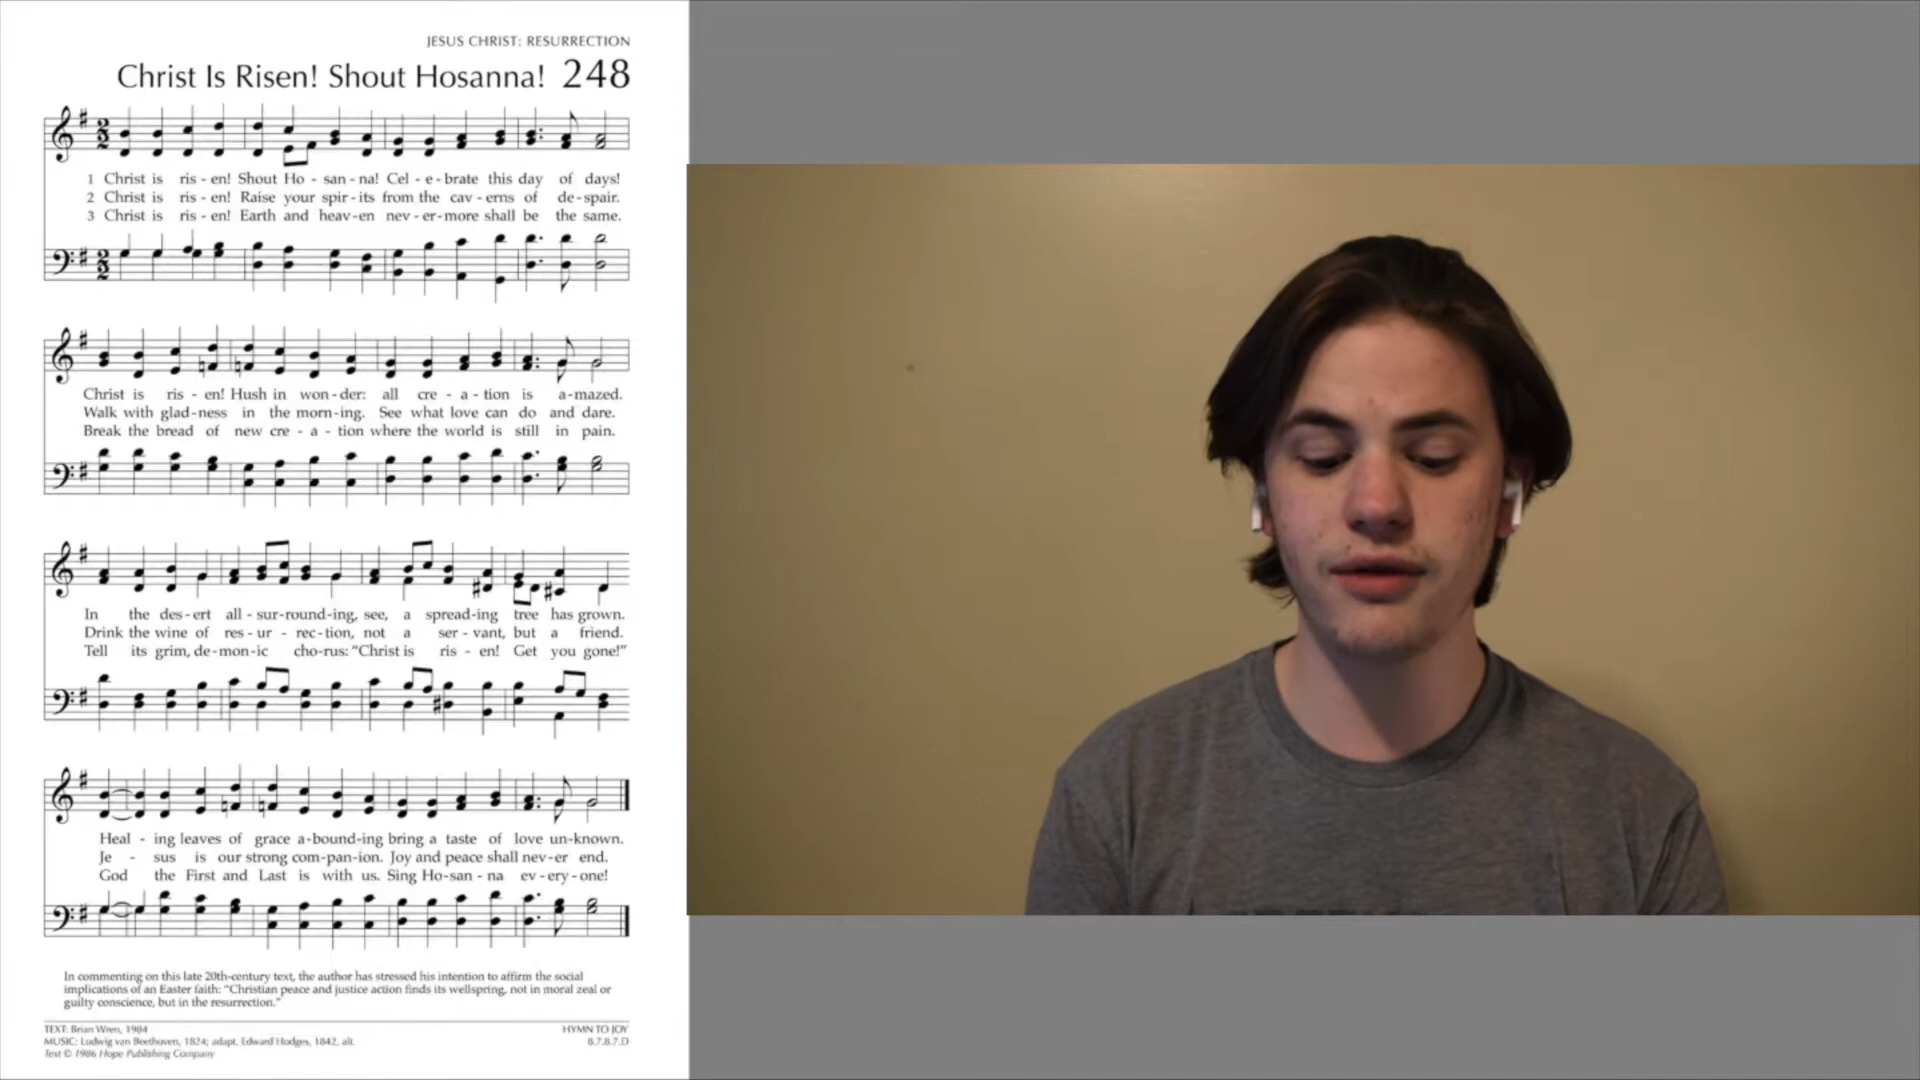 JESUS CHRIST: RESURRECTION
Christ Is Risen! Shout Hosanna! 248
1 Christ is ris - en! Shout Ho - san - na! Cel - e - brate this day of days!
2 Christ is ris - en! Raise your spir - its from the cav - erns of de - spair.
3 Christ is ris - en! Earth and heav - en nev - er - more shall be the same.
Christ is ris - en! Hush in won - der: all cre - a - tion is a - mazed.
Walk with glad - ness in the morn - ing. See what love can do and dare.
Break the bread of new cre - a - tion where the world is still in pain.
In the des - ert all - sur - round - ing, see, a spread - ing tree has grown.
Drink the wine of res - ur - rec - tion, not a ser - vant, but a friend.
Tell its grim, de - mon - ic cho - rus: “Christ is ris - en! Get you gone!”
Heal - ing leaves of grace a - bound - ing bring a taste of love un - known.
Je - sus is our strong com - pan - ion. Joy and peace shall nev - er end.
God the First and Last is with us. Sing Ho - san - na ev - ery - one!
In commenting on this late 20th-century text, the author has stressed his intention to affirm the social
implications of an Easter faith: “Christian peace and justice action finds its wellspring, not in moral zeal or
guilty conscience, but in the resurrection.”
TEXT: Brian Wren, 1984 HYMN TO JOY
MUSIC: Ludwig van Beethoven, 1824; adapt. Edward Hodges, 1842, alt. 8.7.8.7.D
Text © 1986 Hope Publishing Company